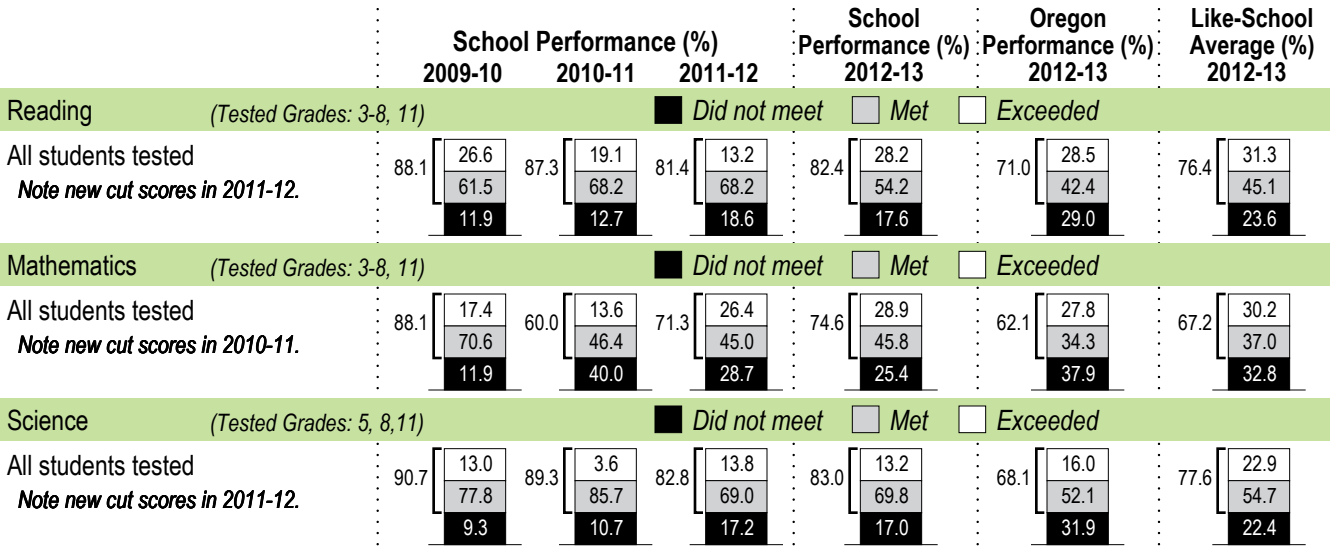 School Performance (%)
2009-10 2010-11 2011-12
School Performance (%) 2012-13
Oregon Performance (%) 2012-13
Like-School Average (%) 2012-13
Reading (Tested Grades: 3-8, 11) Did not meet Met Exceeded
All students tested
Note new cut scores in 2011-12.
88.1 26.6 61.5 11.9
87.3 19.1 68.2 12.7
81.4 13.2 68.2 18.6
82.4 28.2 54.2 17.6
71.0 28.5 42.4 29.0
76.4 31.3 45.1 23.6
Mathematics (Tested Grades: 3-8, 11) Did not meet Met Exceeded
All students tested
Note new cut scores in 2010-11.
88.1 17.4 70.6 11.9
60.0 13.6 46.4 40.0
71.3 26.4 45.0 28.7
74.6 28.9 45.8 25.4
62.1 27.8 34.3 37.9
67.2 30.2 37.0 32.8
Science (Tested Grades: 5, 8,11) Did not meet Met Exceeded
All students tested
Note new cut scores in 2011-12.
90.7 13.0 77.8 9.3
89.3 3.6 85.7 10.7
82.8 13.8 69.0 17.2
83.0 13.2 69.8 17.0
68.1 16.0 52.1 31.9
77.6 22.9 54.7 22.4